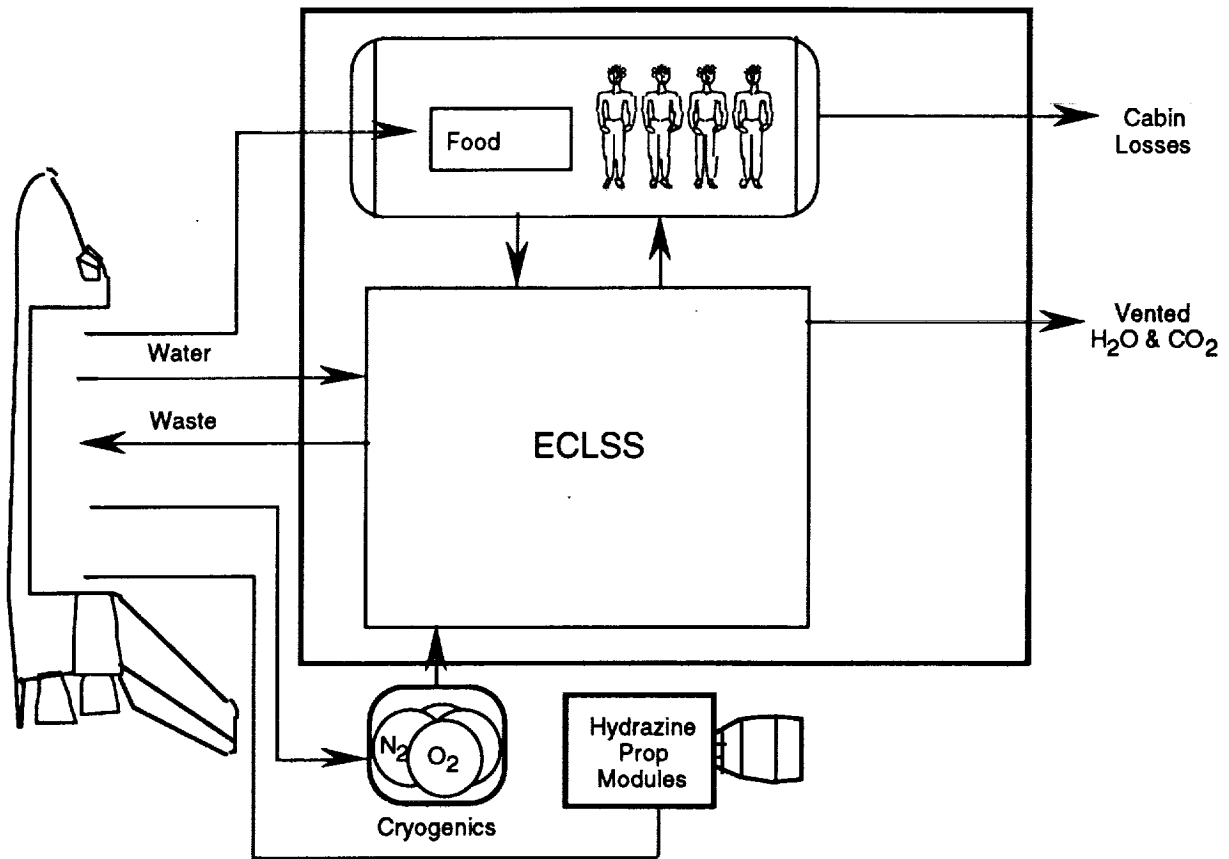 Food
Cabin
Losses
Water
Vented
H₂O & CO₂
Waste
ECLSS
N₂
O₂
Cryogenics
Hydrazine
Prop
Modules